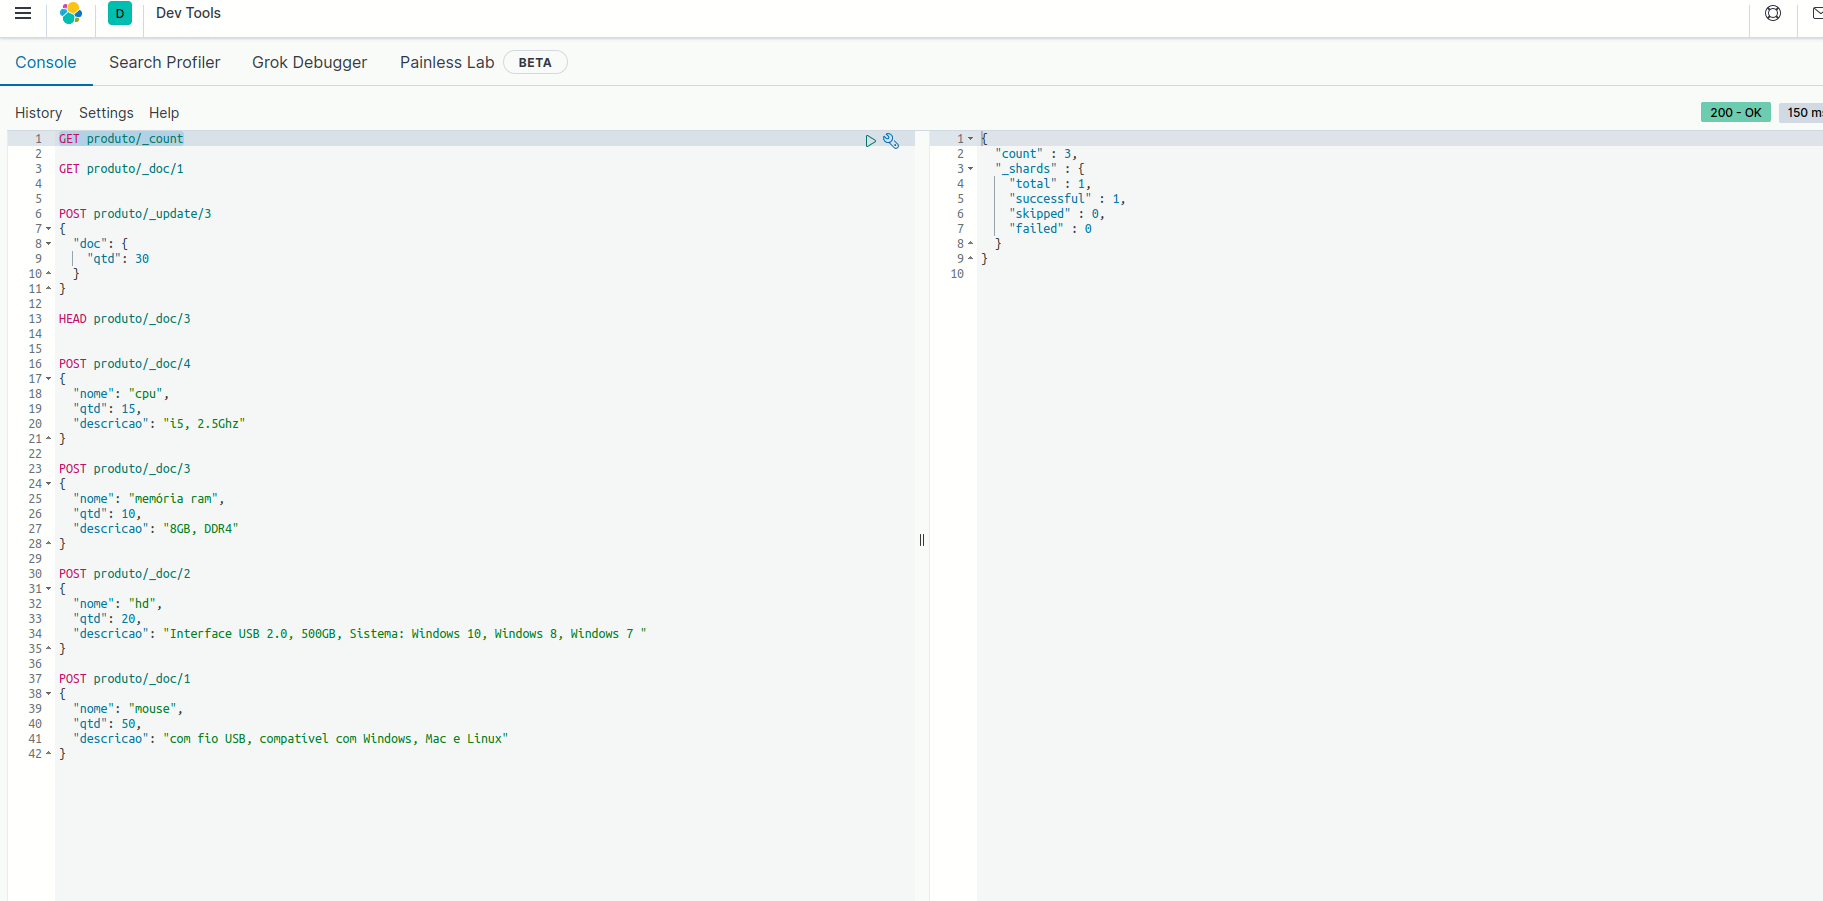 D Dev Tools
Console Search Profiler Grok Debugger Painless Lab BETA
History Settings Help
200 - OK 150 ms
1 GET produto/_count
2
3 GET produto/_doc/1
4
5
6 POST produto/_update/3
7 {
8 "doc": {
9 "qtd": 30
10 }
11 }
12
13 HEAD produto/_doc/3
14
15
16 POST produto/_doc/4
17 {
18 "nome": "cpu",
19 "qtd": 15,
20 "descricao": "i5, 2.5Ghz"
21 }
22
23 POST produto/_doc/3
24 {
25 "nome": "memória ram",
26 "qtd": 10,
27 "descricao": "8GB, DDR4"
28 }
29
30 POST produto/_doc/2
31 {
32 "nome": "hd",
33 "qtd": 20,
34 "descricao": "Interface USB 2.0, 500GB, Sistema: Windows 10, Windows 8, Windows 7 "
35 }
36
37 POST produto/_doc/1
38 {
39 "nome": "mouse",
40 "qtd": 50,
41 "descricao": "com fio USB, compativel com Windows, Mac e Linux"
42 }
1 {
2 "count" : 3,
3 "_shards" : {
4 "total" : 1,
5 "successful" : 1,
6 "skipped" : 0,
7 "failed" : 0
8 }
9 }
10